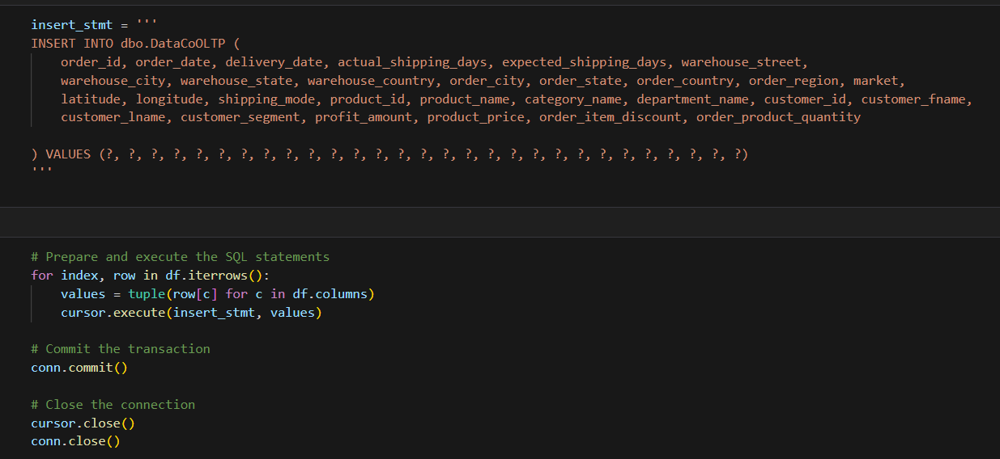 insert_stmt = '''
INSERT INTO dbo.DataCoOLTP (
order_id, order_date, delivery_date, actual_shipping_days, expected_shipping_days, warehouse_street,
warehouse_city, warehouse_state, warehouse_country, order_city, order_state, order_country, order_region, market,
latitude, longitude, shipping_mode, product_id, product_name, category_name, department_name, customer_id, customer_fname,
customer_lname, customer_segment, profit_amount, product_price, order_item_discount, order_product_quantity
) VALUES (?, ?, ?, ?, ?, ?, ?, ?, ?, ?, ?, ?, ?, ?, ?, ?, ?, ?, ?, ?, ?, ?, ?, ?, ?, ?, ?, ?, ?)
'''
# Prepare and execute the SQL statements
for index, row in df.iterrows():
values = tuple(row[c] for c in df.columns)
cursor.execute(insert_stmt, values)
# Commit the transaction
conn.commit()
# Close the connection
cursor.close()
conn.close()